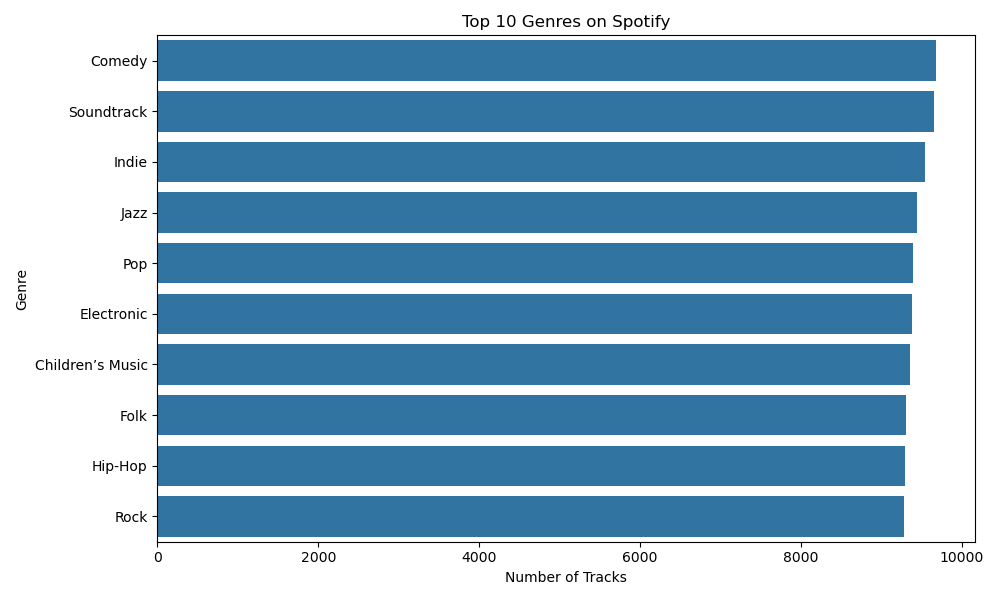 Top 10 Genres on Spotify
Genre
Comedy
Soundtrack
Indie
Jazz
Pop
Electronic
Children’s Music
Folk
Hip-Hop
Rock
0 2000 4000 6000 8000 10000
Number of Tracks